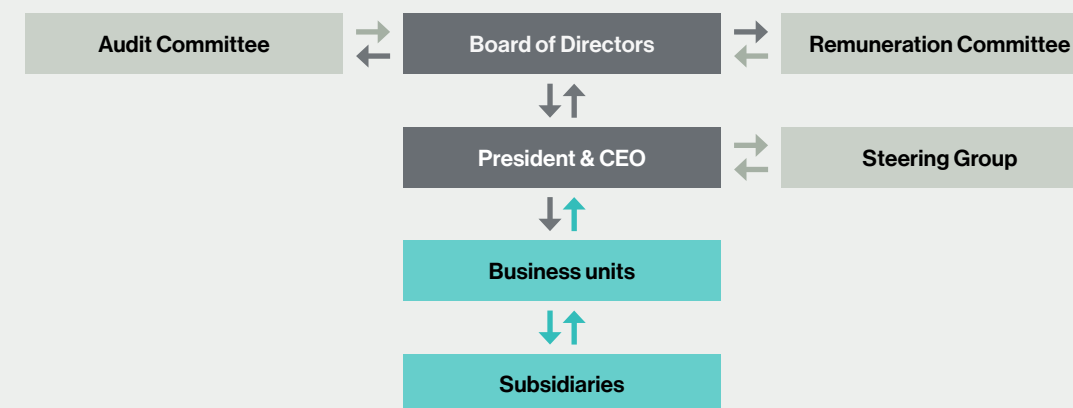 Audit Committee
Board of Directors
Remuneration Committee
President & CEO
Steering Group
Business units
Subsidiaries